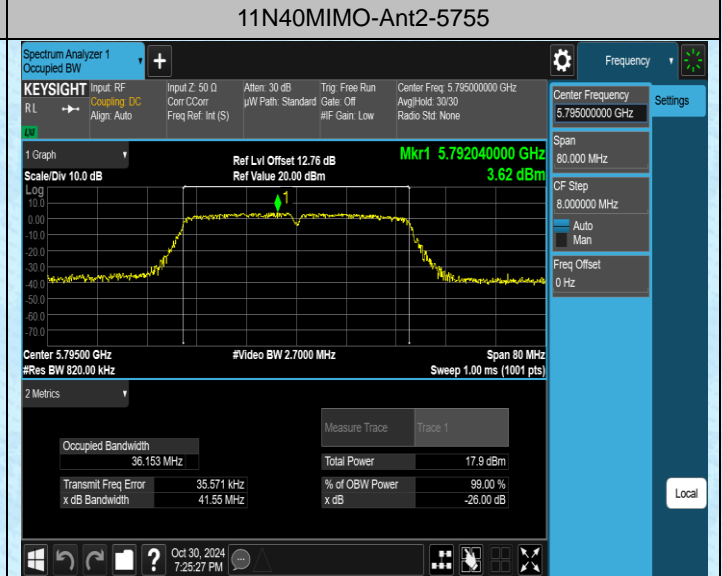 11N40MIMO-Ant2-5755
Spectrum Analyzer 1
Occupied BW
Frequency
KEYSIGHT
RL
Input: RF
Coupling: DC
Align: Auto
Input Z: 50 Ω
Corr CCorr
Freq Ref: Int (S)
Atten: 30 dB
µW Path: Standard
Trig: Free Run
Gate: Off
#IF Gain: Low
Center Freq: 5.795000000 GHz
Avg|Hold: 30/30
Radio Std: None
LXI
1 Graph
Scale/Div 10.0 dB
Ref Lvl Offset 12.76 dB
Ref Value 20.00 dBm
Mkr1 5.792040000 GHz
3.62 dBm
Log
10.0
0.00
-10.0
-20.0
-30.0
-40.0
-50.0
-60.0
-70.0
1
Center 5.79500 GHz
#Video BW 2.7000 MHz
Span 80 MHz
#Res BW 820.00 kHz
Sweep 1.00 ms (1001 pts)
2 Metrics
Measure Trace Trace 1
Occupied Bandwidth
36.153 MHz
Total Power 17.9 dBm
Transmit Freq Error 35.571 kHz
% of OBW Power 99.00 %
x dB Bandwidth 41.55 MHz
x dB -26.00 dB
Center Frequency
5.795000000 GHz
Settings
Span
80.000 MHz
CF Step
8.000000 MHz
Auto
Man
Freq Offset
0 Hz
Local
?
Oct 30, 2024
7:25:27 PM